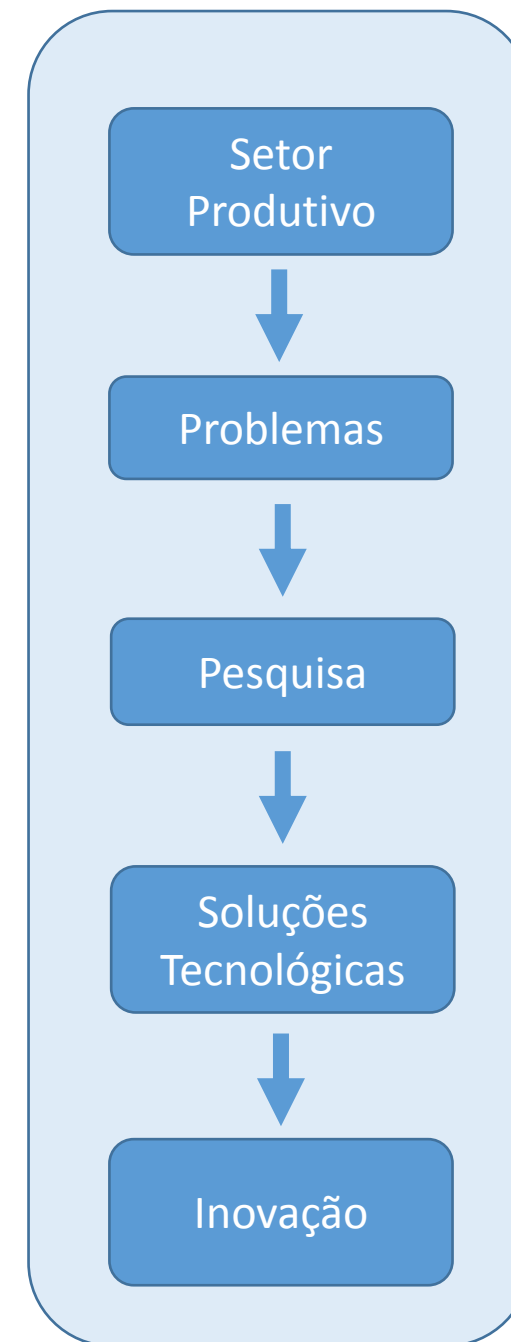 Setor
Produtivo
Problemas
Pesquisa
Soluções
Tecnológicas
Inovação